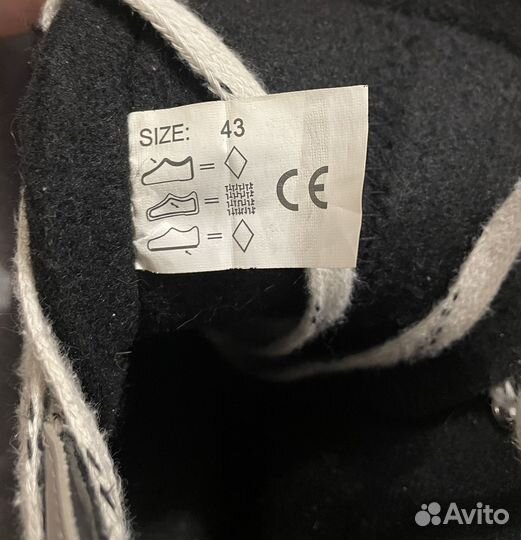 SIZE: 43
=
=
=
CE
Avito